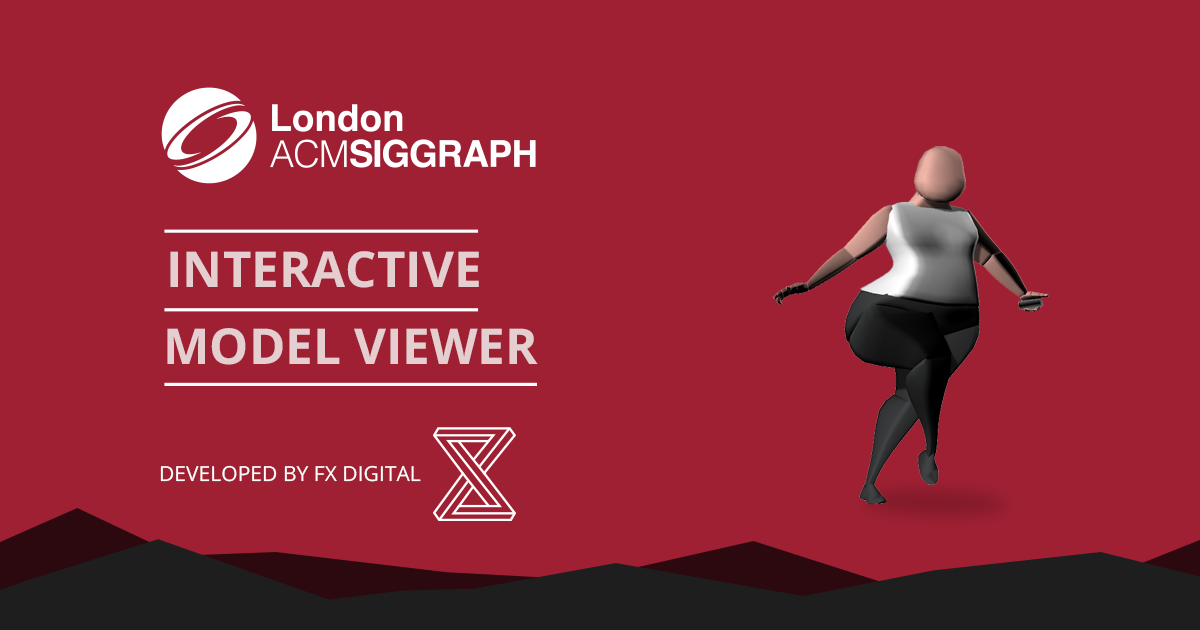 London
ACMSIGGRAPH
INTERACTIVE
MODEL VIEWER
DEVELOPED BY FX DIGITAL